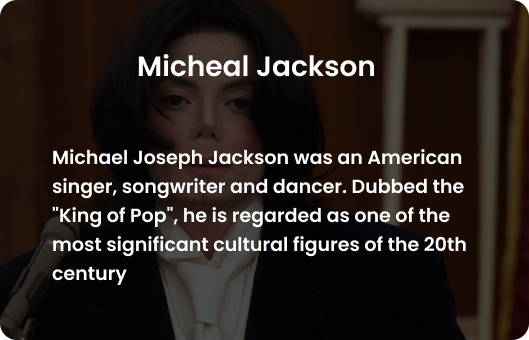 Micheal Jackson
Michael Joseph Jackson was an American
singer, songwriter and dancer. Dubbed the
"King of Pop", he is regarded as one of the
most significant cultural figures of the 20th
century